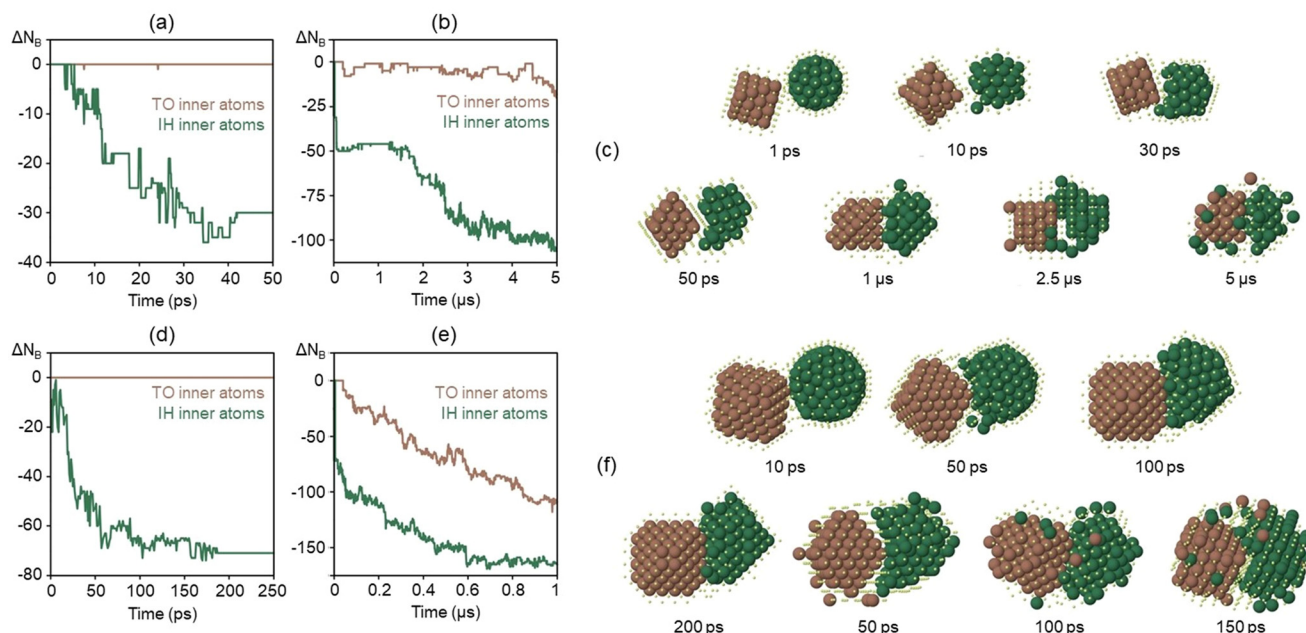 (a)
ΔN_B
0
-10
-20
-30
-40
TO inner atoms
IH inner atoms
0 10 20 30 40 50
Time (ps)
(b)
ΔN_B
0
-25
-50
-75
-100
TO inner atoms
IH inner atoms
0 1 2 3 4 5
Time (μs)
(c)
1 ps 10 ps 30 ps
50 ps 1 μs 2.5 μs 5 μs
(d)
ΔN_B
0
-20
-40
-60
-80
TO inner atoms
IH inner atoms
0 50 100 150 200 250
Time (ps)
(e)
ΔN_B
0
-50
-100
-150
TO inner atoms
IH inner atoms
0 0.2 0.4 0.6 0.8 1
Time (μs)
(f)
10 ps 50 ps 100 ps
200 ps 50 ps 100 ps 150 ps